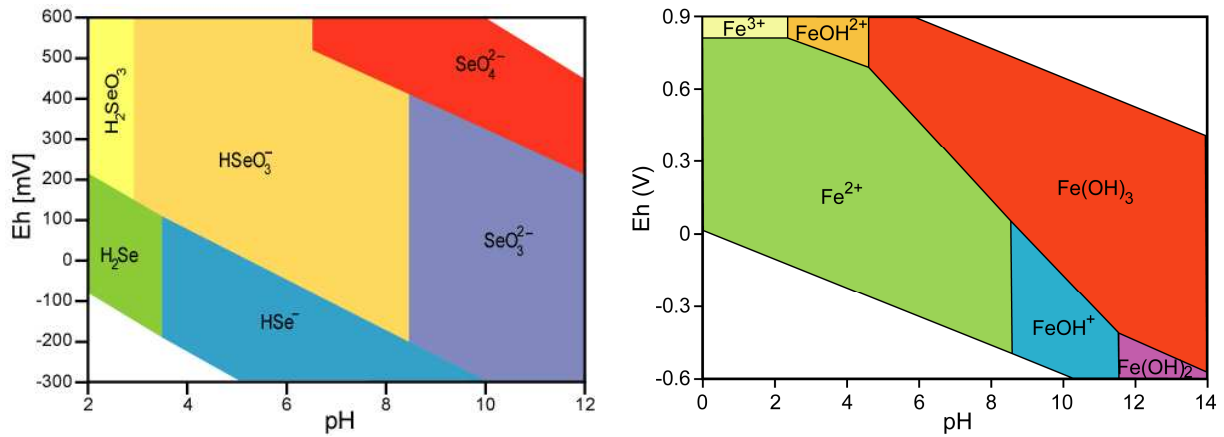 600
500
400
300
200
100
0
-100
-200
-300
Eh [mV]
2
4
6
8
10
12
pH
H₂SeO₃
HSeO₃⁻
SeO₄²⁻
H₂Se
HSe⁻
SeO₃²⁻
0.9
0.6
0.3
0
-0.3
-0.6
Eh (V)
0
2
4
6
8
10
12
14
pH
Fe³⁺
FeOH²⁺
Fe²⁺
Fe(OH)₃
FeOH⁺
Fe(OH)₂